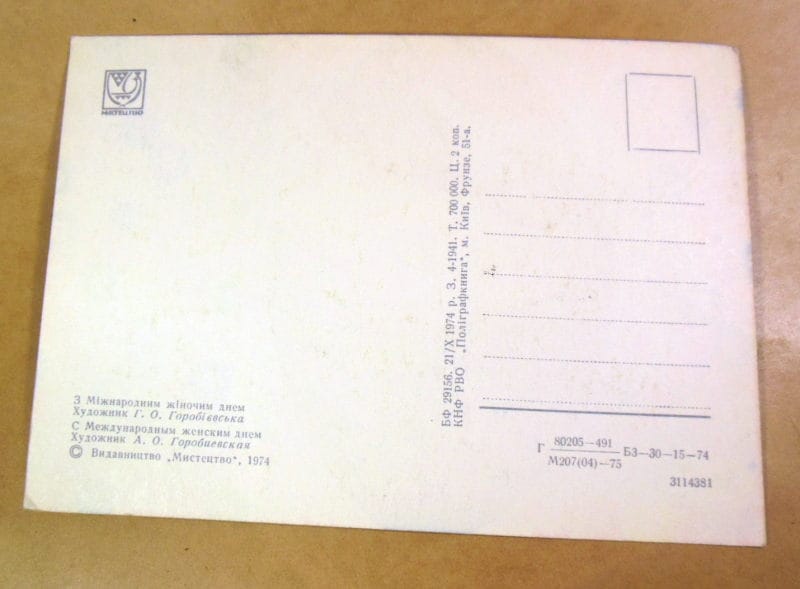 МИСТЕЦТВО
З Міжнародним жіночим днем
Художник Г. О. Горобієвська
С Международным женским днем
Художник А. О. Горобиевская
© Видавництво „Мистецтво“, 1974
БФ 29156. 21/X 1974 р. З. 4-1941. Т. 700 000. Ц. 2 коп.
КНФ РВО „Поліграфкнига“, м. Київ, Фрунзе, 51-а.
Г 80205—491 БЗ—30—15—74
М207(04)—75
3114381